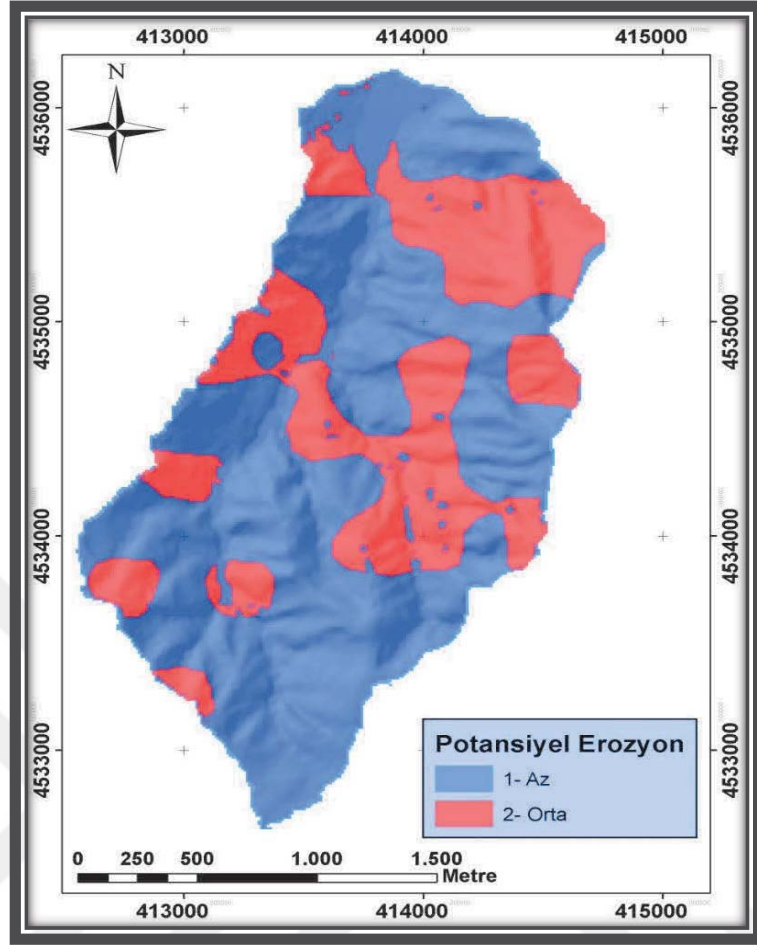 413000 414000 415000
N
4536000 4536000
4535000 4535000
4534000 4534000
4533000 4533000
Potansiyel Erozyon
1- Az
2- Orta
0 250 500 1.000 1.500
Metre
413000 414000 415000